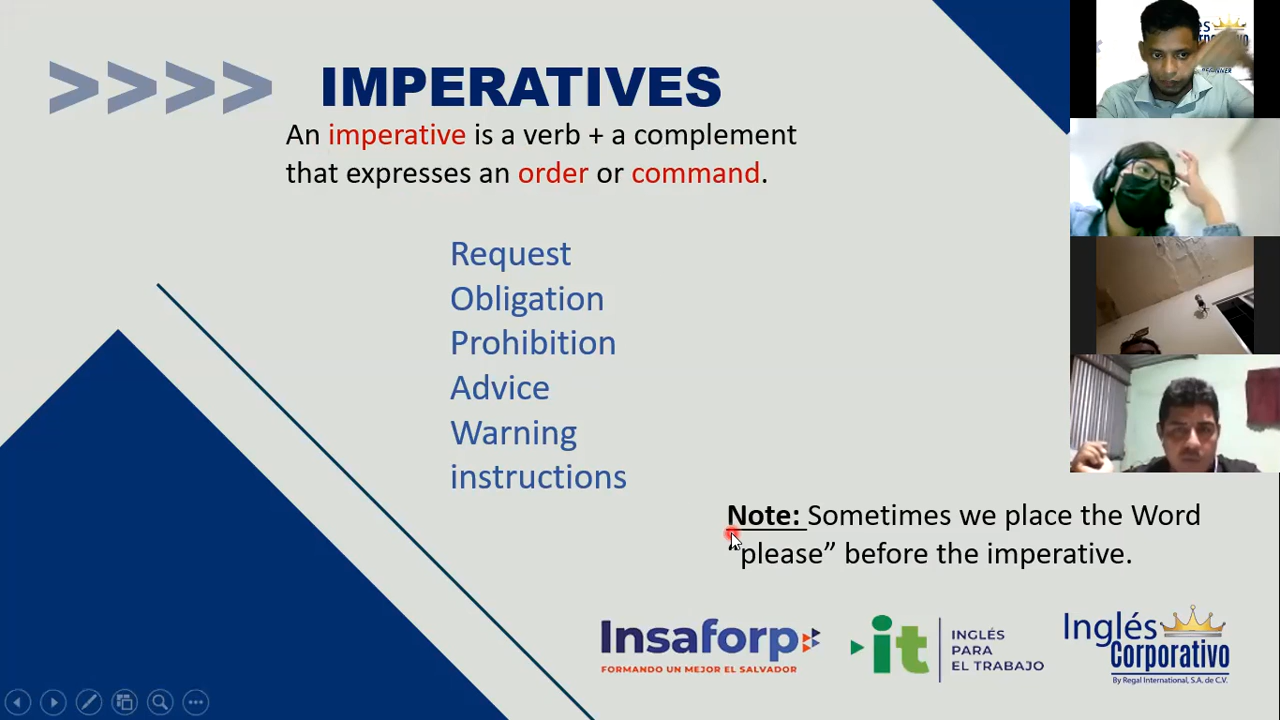 IMPERATIVES
An imperative is a verb + a complement
that expresses an order or command.
Request
Obligation
Prohibition
Advice
Warning
instructions
Note: Sometimes we place the Word
“please” before the imperative.
Insaforp
FORMANDO UN MEJOR EL SALVADOR
it
INGLÉS
PARA
EL TRABAJO
Inglés
Corporativo
By Regal International, S.A. de C.V.